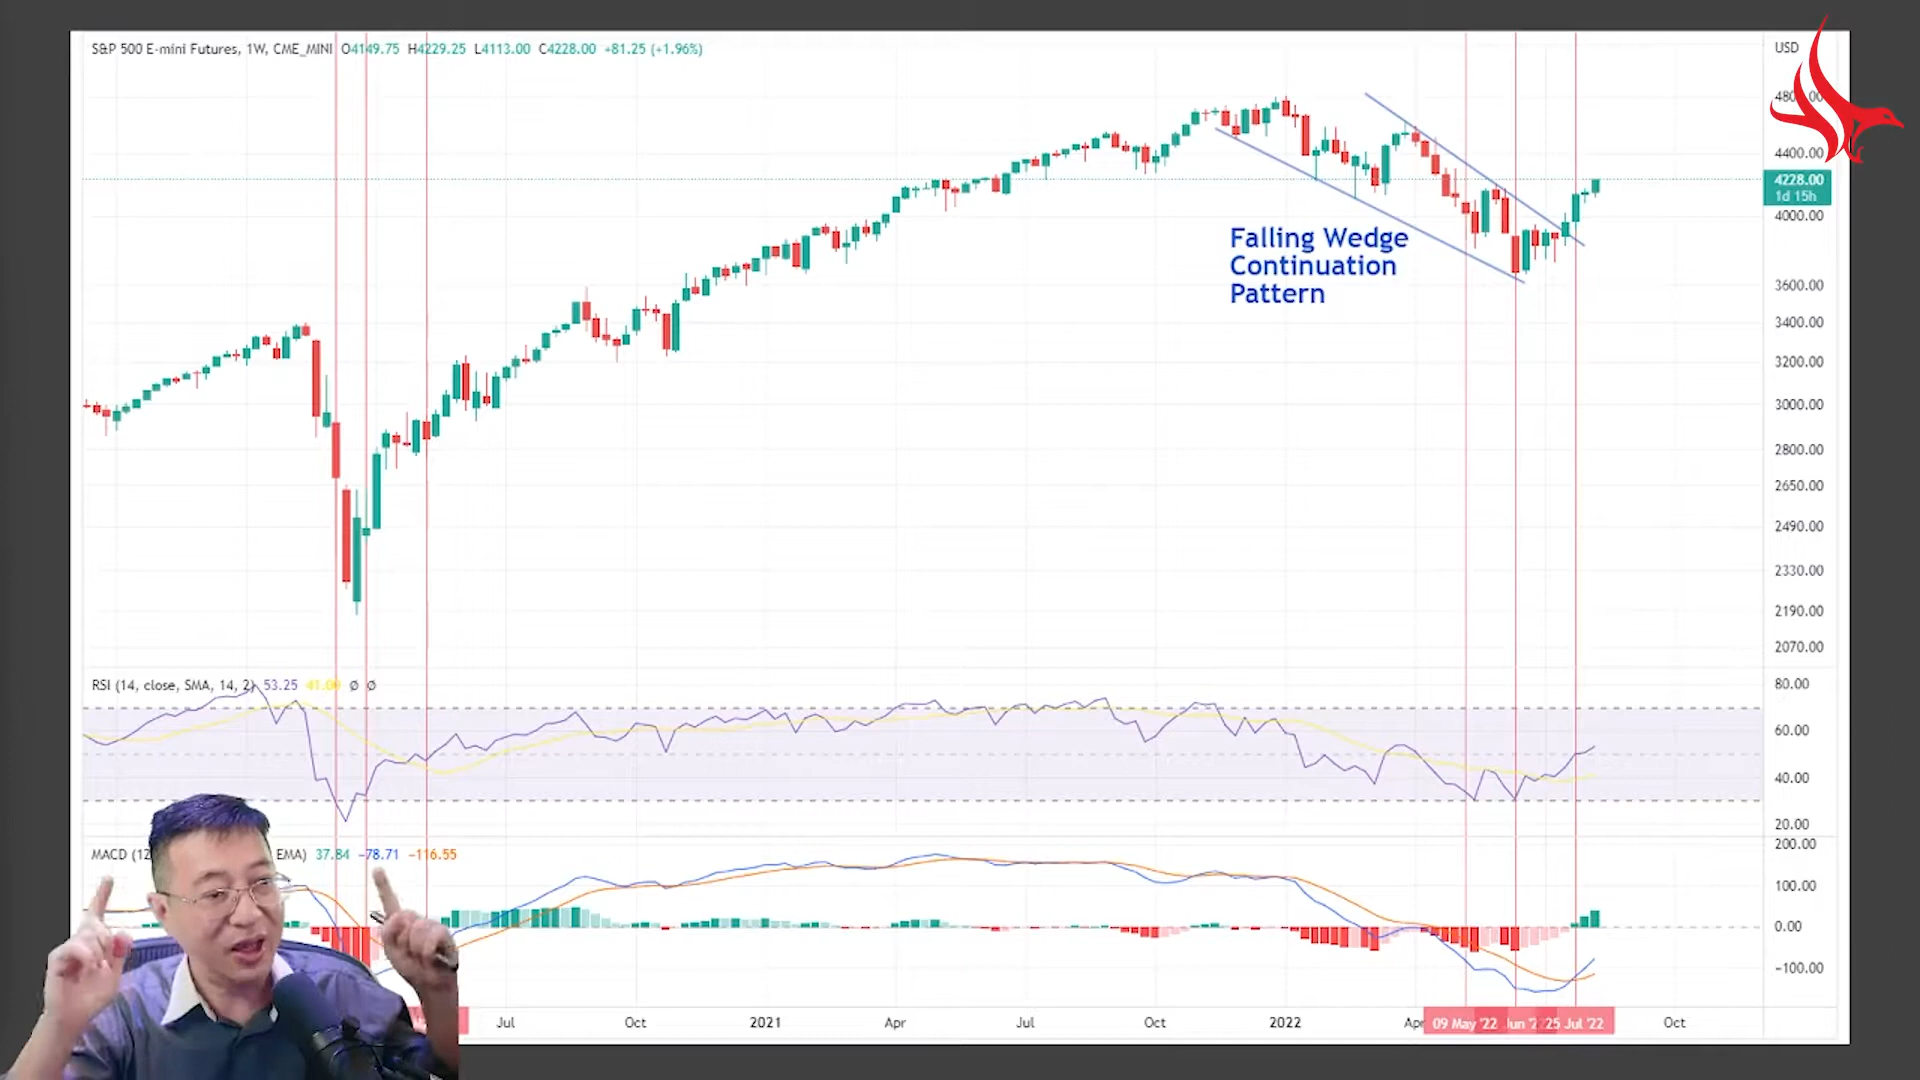 S&P 500 E-mini Futures, 1W, CME_MINI O4149.75 H4229.25 L4113.00 C4228.00 +81.25 (+1.96%)
USD
4400.00
4228.00
1d 15h
4000.00
Falling Wedge
Continuation
Pattern
3600.00
3400.00
3200.00
3000.00
2800.00
2650.00
2490.00
2330.00
2190.00
2070.00
RSI (14, close, SMA, 14, 2) 53.25 41.00 Ø Ø
80.00
60.00
40.00
20.00
MACD (12 EMA) 37.84 −78.71 −116.55
200.00
100.00
0.00
−100.00
Jul Oct 2021 Apr Jul Oct 2022 Apr 09 May '22 Jun 25 Jul '22 Oct